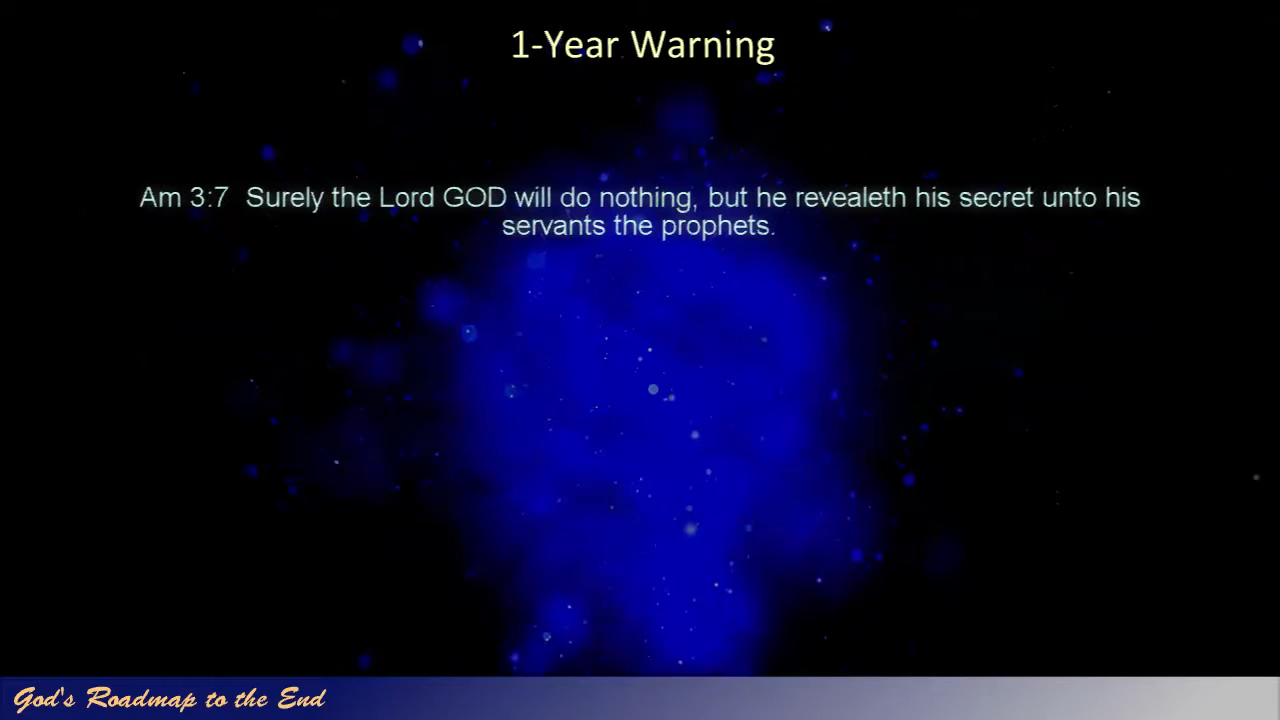 1-Year Warning
Am 3:7  Surely the Lord GOD will do nothing, but he revealeth his secret unto his
servants the prophets.
God's Roadmap to the End